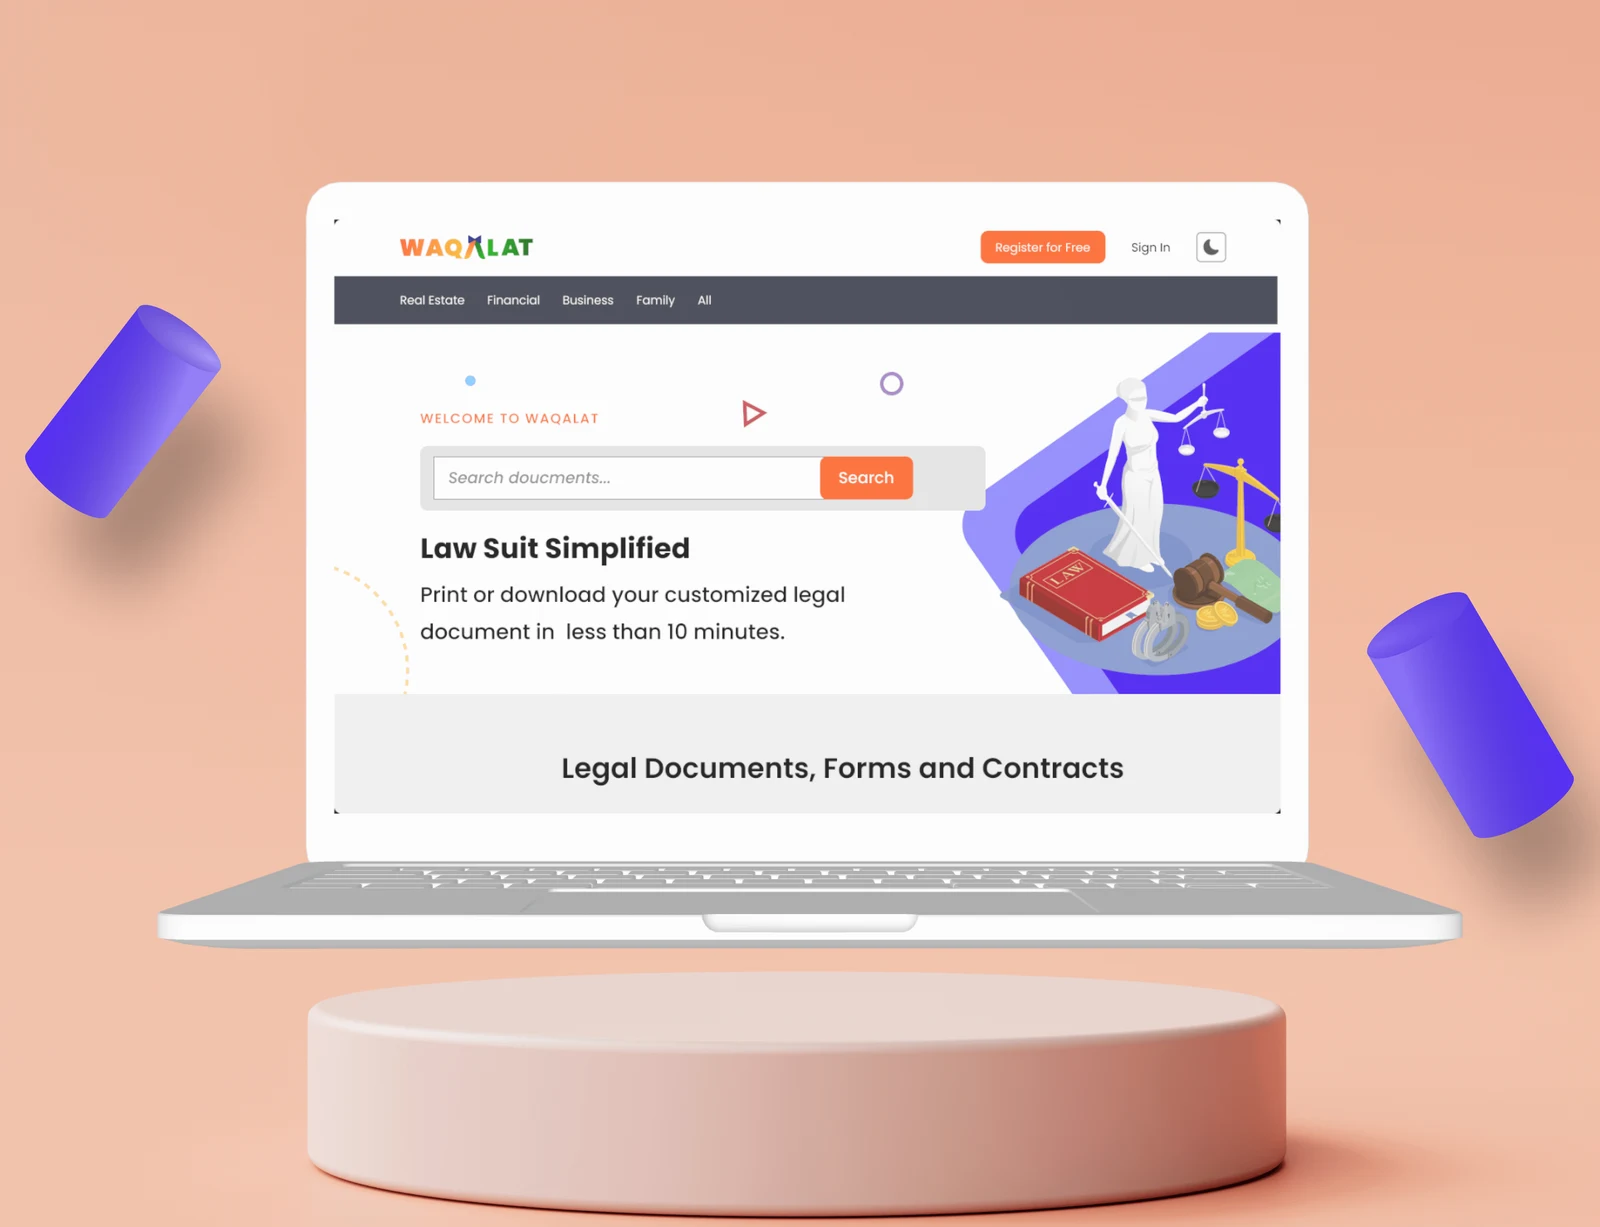 WAQALAT
Register for Free
Sign In
Real Estate
Financial
Business
Family
All
WELCOME TO WAQALAT
Search doucments...
Search
Law Suit Simplified
Print or download your customized legal
document in less than 10 minutes.
LAW
Legal Documents, Forms and Contracts